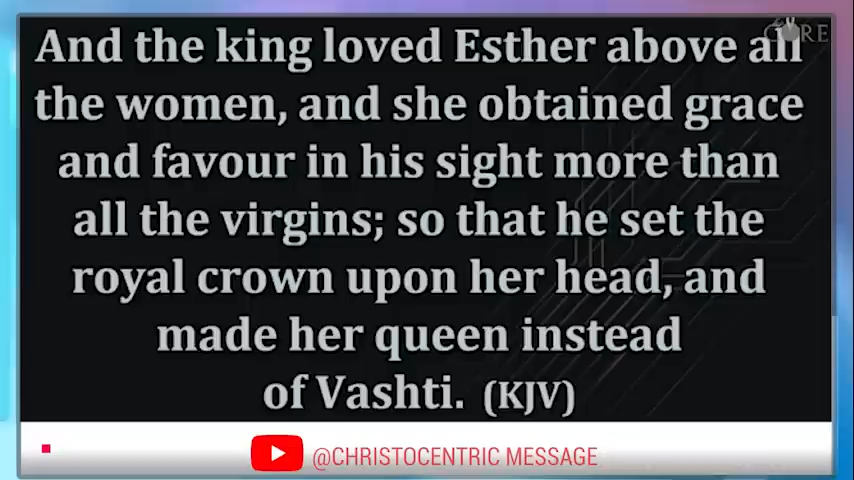 And the king loved Esther above all
the women, and she obtained grace
and favour in his sight more than
all the virgins; so that he set the
royal crown upon her head, and
made her queen instead
of Vashti. (KJV)
@CHRISTOCENTRIC MESSAGE